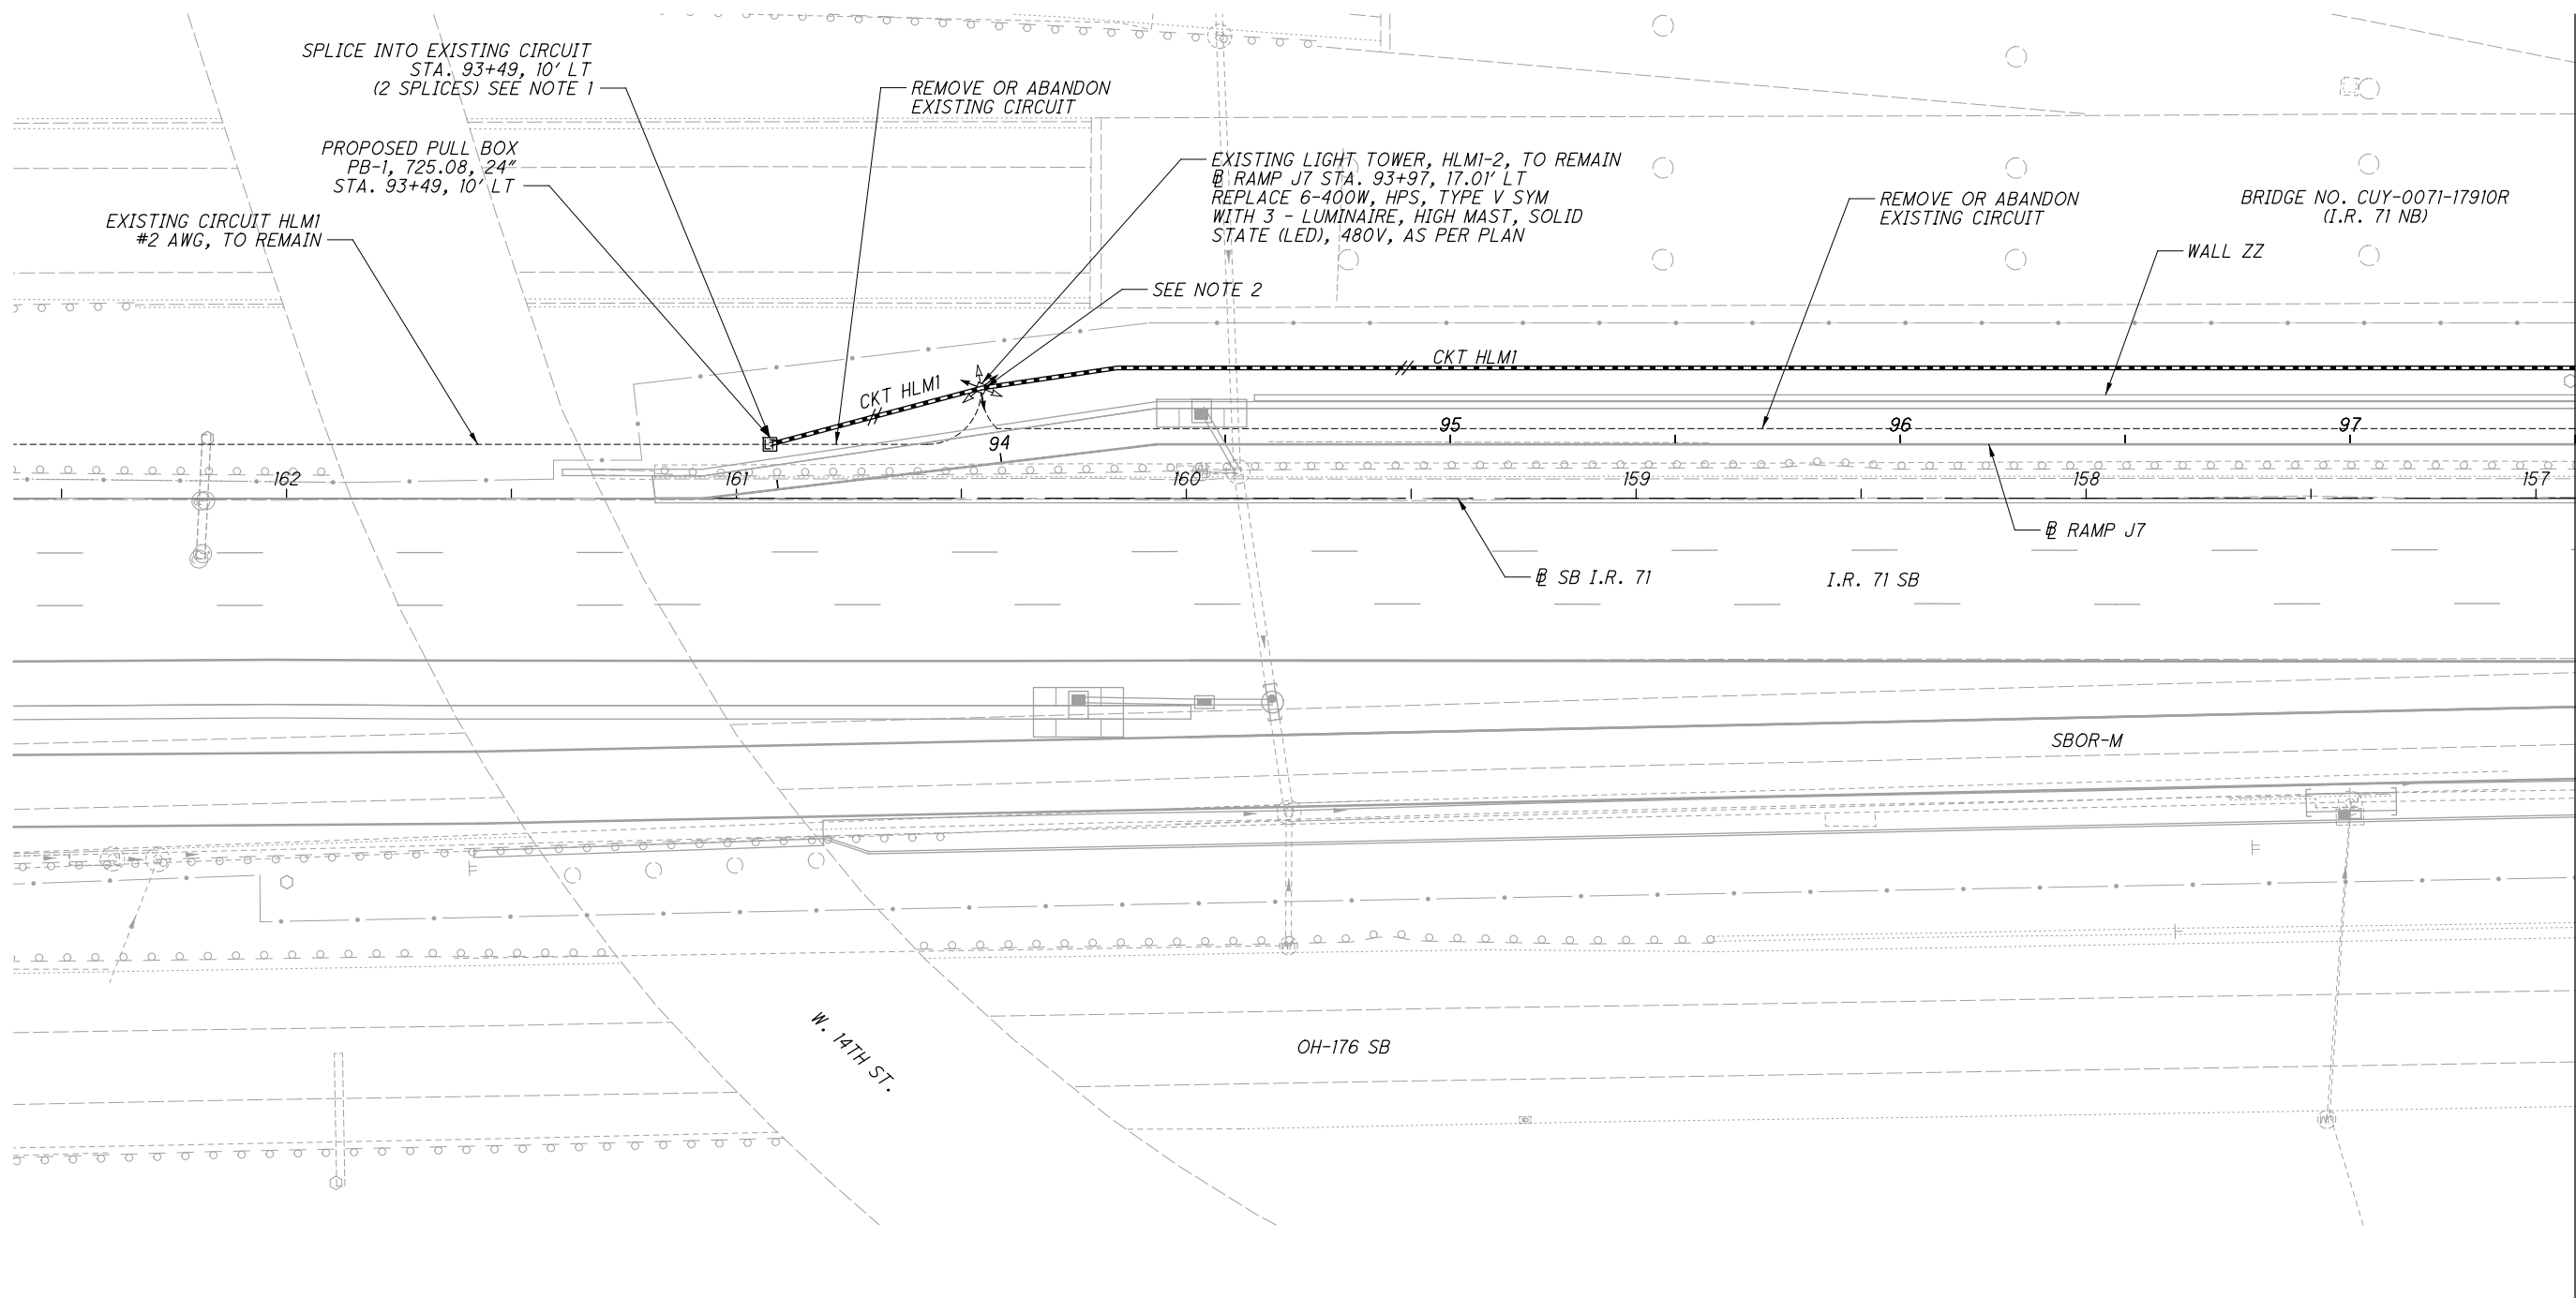 SPLICE INTO EXISTING CIRCUIT
STA. 93+49, 10' LT
(2 SPLICES) SEE NOTE 1
REMOVE OR ABANDON
EXISTING CIRCUIT
PROPOSED PULL BOX
PB-1, 725.08, 24"
STA. 93+49, 10' LT
EXISTING LIGHT TOWER, HLM1-2, TO REMAIN
℄ RAMP J7 STA. 93+97, 17.01' LT
REPLACE 6-400W, HPS, TYPE V SYM
WITH 3 - LUMINAIRE, HIGH MAST, SOLID
STATE (LED), 480V, AS PER PLAN
REMOVE OR ABANDON
EXISTING CIRCUIT
BRIDGE NO. CUY-0071-17910R
(I.R. 71 NB)
EXISTING CIRCUIT HLM1
#2 AWG, TO REMAIN
WALL ZZ
SEE NOTE 2
CKT HLM1
CKT HLM1
94
95
96
97
162
161
160
159
158
157
℄ RAMP J7
℄ SB I.R. 71
I.R. 71 SB
SBOR-M
W. 14TH ST.
OH-176 SB